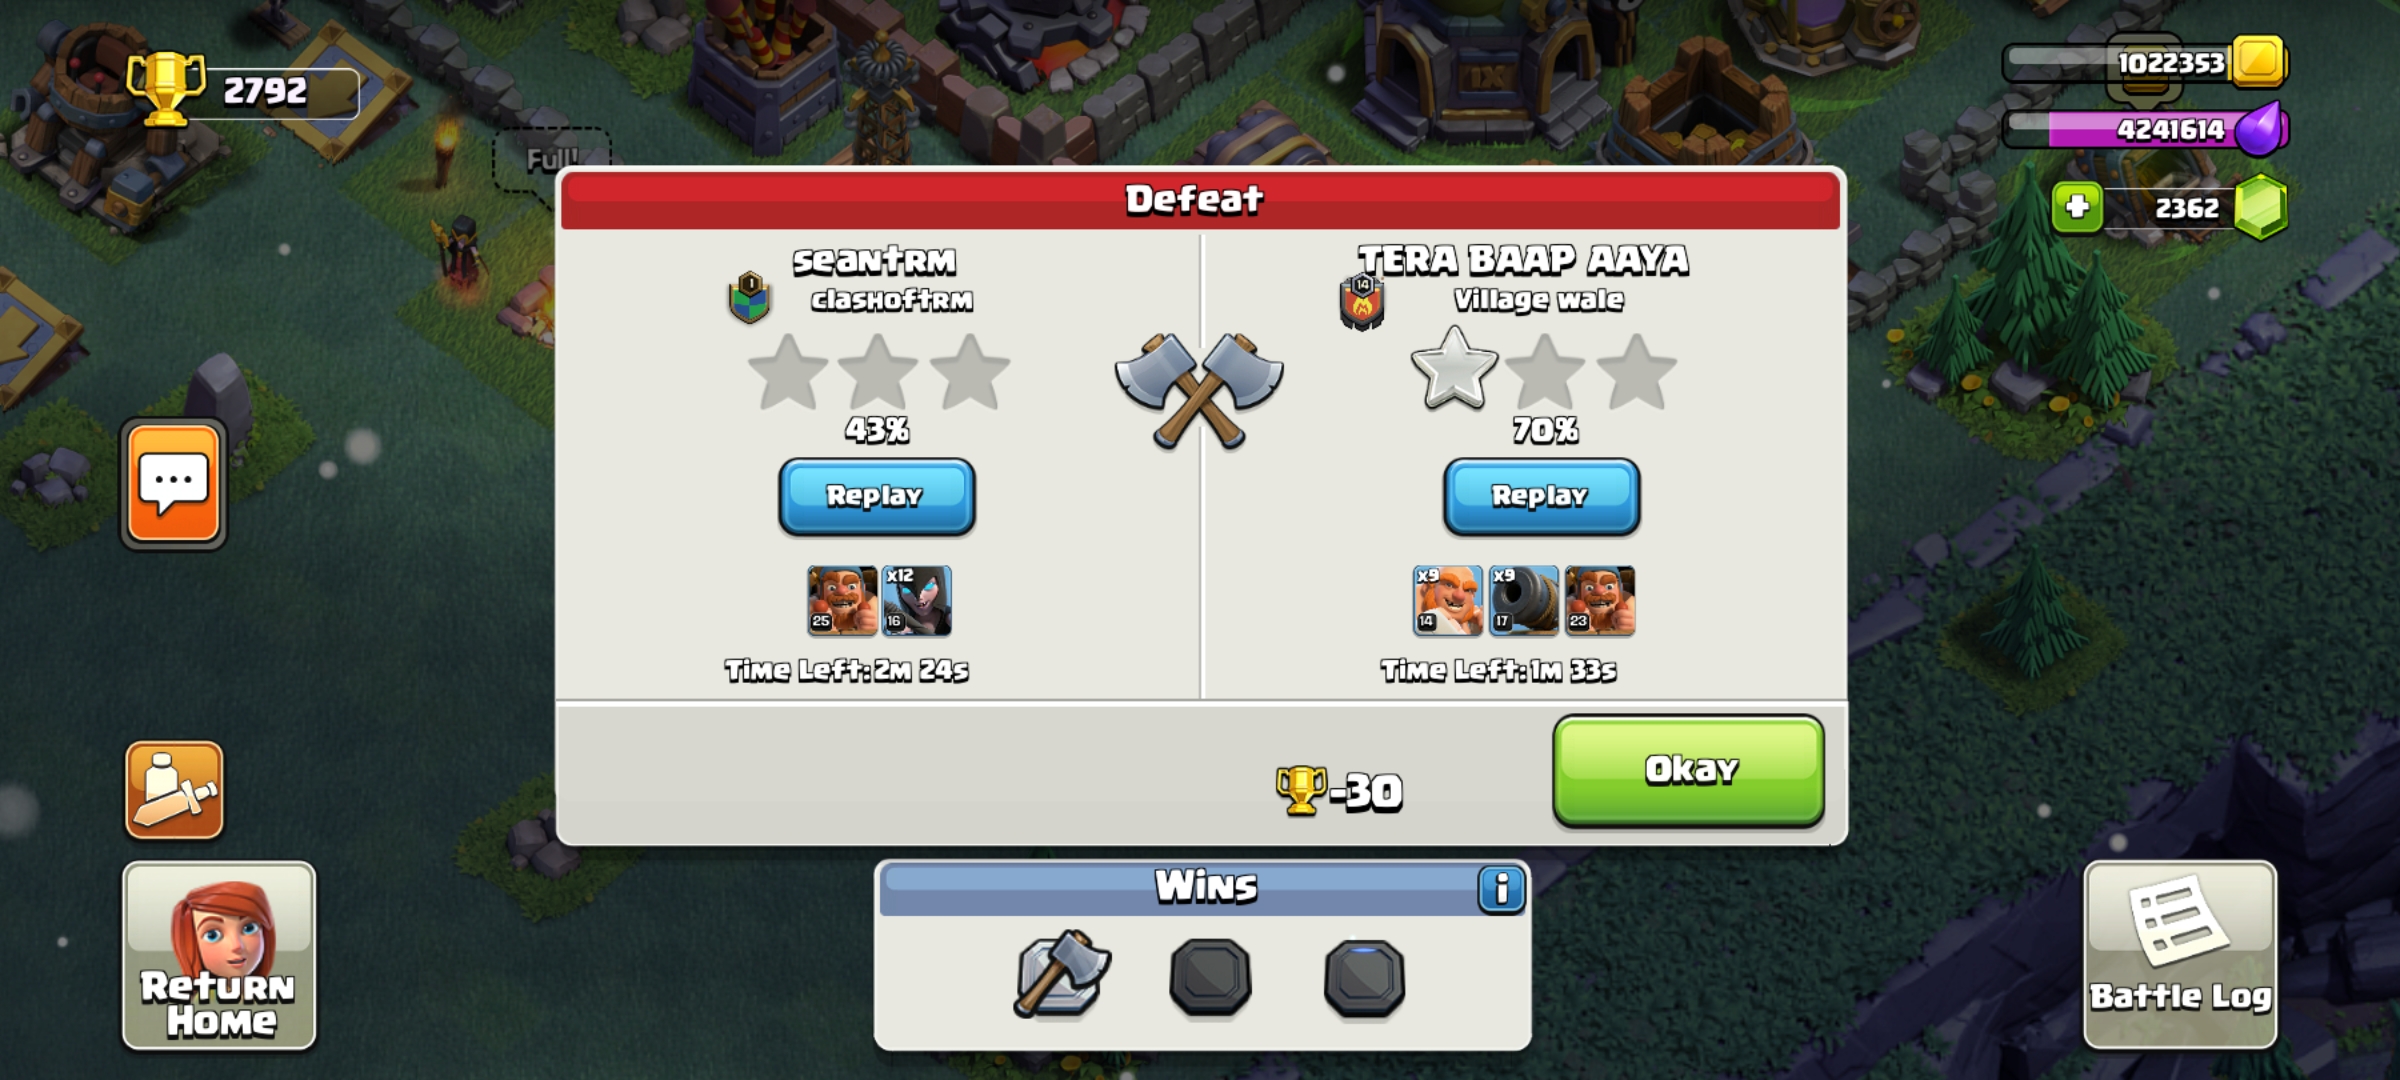 2792
1022353
4241614
2362
Full!
Defeat
seantrm
clashoftrm
43%
Replay
25
x12
16
Time Left: 2m 24s
TERA BAAP AAYA
14
Village wale
70%
Replay
x9
14
x9
17
23
Time Left: 1m 33s
-30
Okay
Wins
i
Return
Home
Battle Log
IX
1